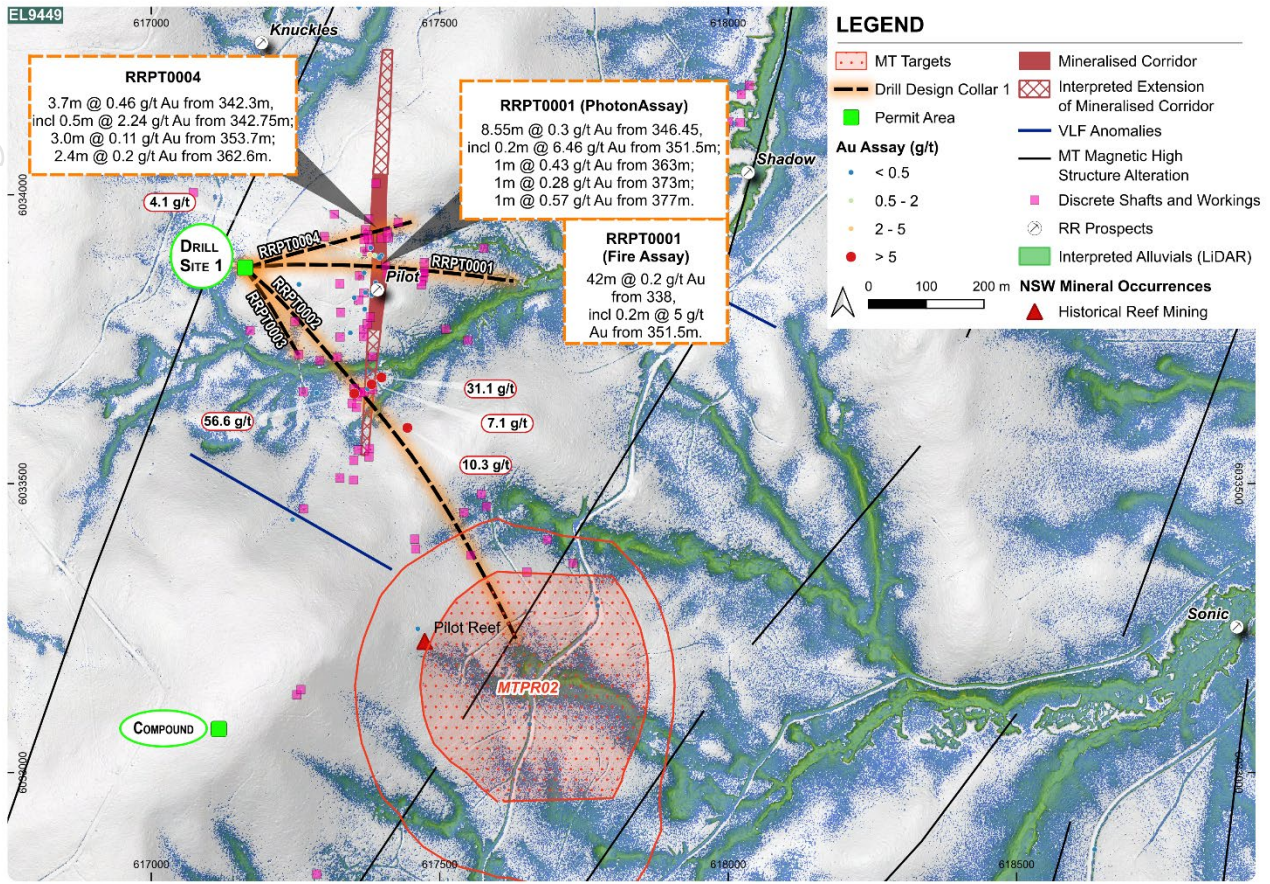 EL9449
617000
617500
618000
Knuckles
RRPT0004
3.7m @ 0.46 g/t Au from 342.3m,
incl 0.5m @ 2.24 g/t Au from 342.75m;
3.0m @ 0.11 g/t Au from 353.7m;
2.4m @ 0.2 g/t Au from 362.6m.
RRPT0001 (PhotonAssay)
8.55m @ 0.3 g/t Au from 346.45,
incl 0.2m @ 6.46 g/t Au from 351.5m;
1m @ 0.43 g/t Au from 363m;
1m @ 0.28 g/t Au from 373m;
1m @ 0.57 g/t Au from 377m.
Shadow
6034000
4.1 g/t
DRILL
SITE 1
RRPT0004
RRPT0001
RRPT0002
RRPT0003
Pilot
RRPT0001
(Fire Assay)
42m @ 0.2 g/t Au
from 338,
incl 0.2m @ 5 g/t
Au from 351.5m.
31.1 g/t
7.1 g/t
56.6 g/t
10.3 g/t
6033500
6033500
Pilot Reef
MTPR02
Sonic
COMPOUND
6033000
6033000
617000
617500
618000
618500
LEGEND
MT Targets
Drill Design Collar 1
Permit Area
Au Assay (g/t)
< 0.5
0.5 - 2
2 - 5
> 5
Mineralised Corridor
Interpreted Extension
of Mineralised Corridor
VLF Anomalies
MT Magnetic High
Structure Alteration
Discrete Shafts and Workings
RR Prospects
Interpreted Alluvials (LiDAR)
NSW Mineral Occurrences
Historical Reef Mining
0 100 200 m